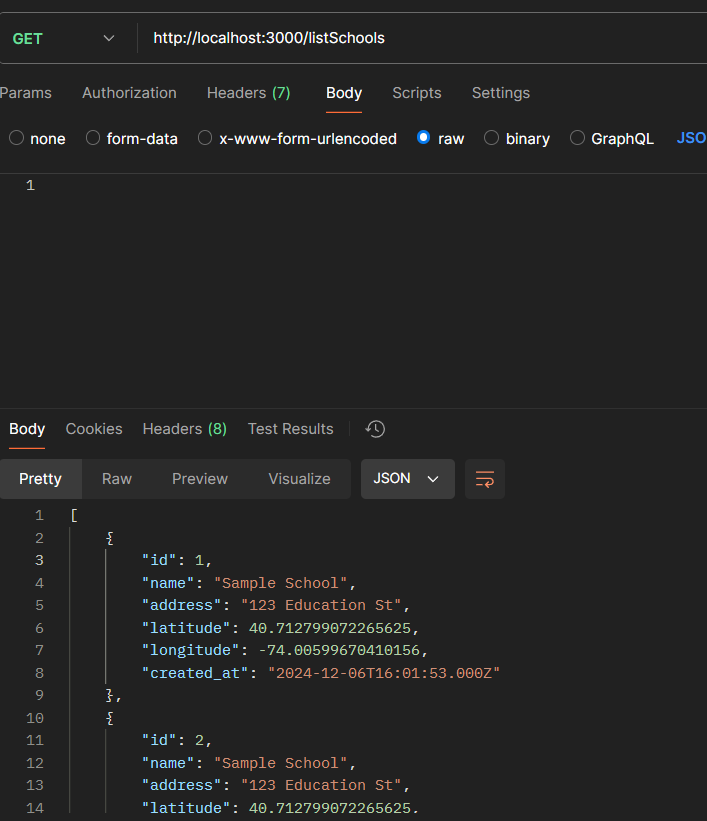 GET http://localhost:3000/listSchools
Params Authorization Headers (7) Body Scripts Settings
none form-data x-www-form-urlencoded raw binary GraphQL JSO
1
Body Cookies Headers (8) Test Results
Pretty Raw Preview Visualize JSON
1 [
2 {
3 "id": 1,
4 "name": "Sample School",
5 "address": "123 Education St",
6 "latitude": 40.712799072265625,
7 "longitude": -74.00599670410156,
8 "created_at": "2024-12-06T16:01:53.000Z"
9 },
10 {
11 "id": 2,
12 "name": "Sample School",
13 "address": "123 Education St",
14 "latitude": 40.712799072265625,